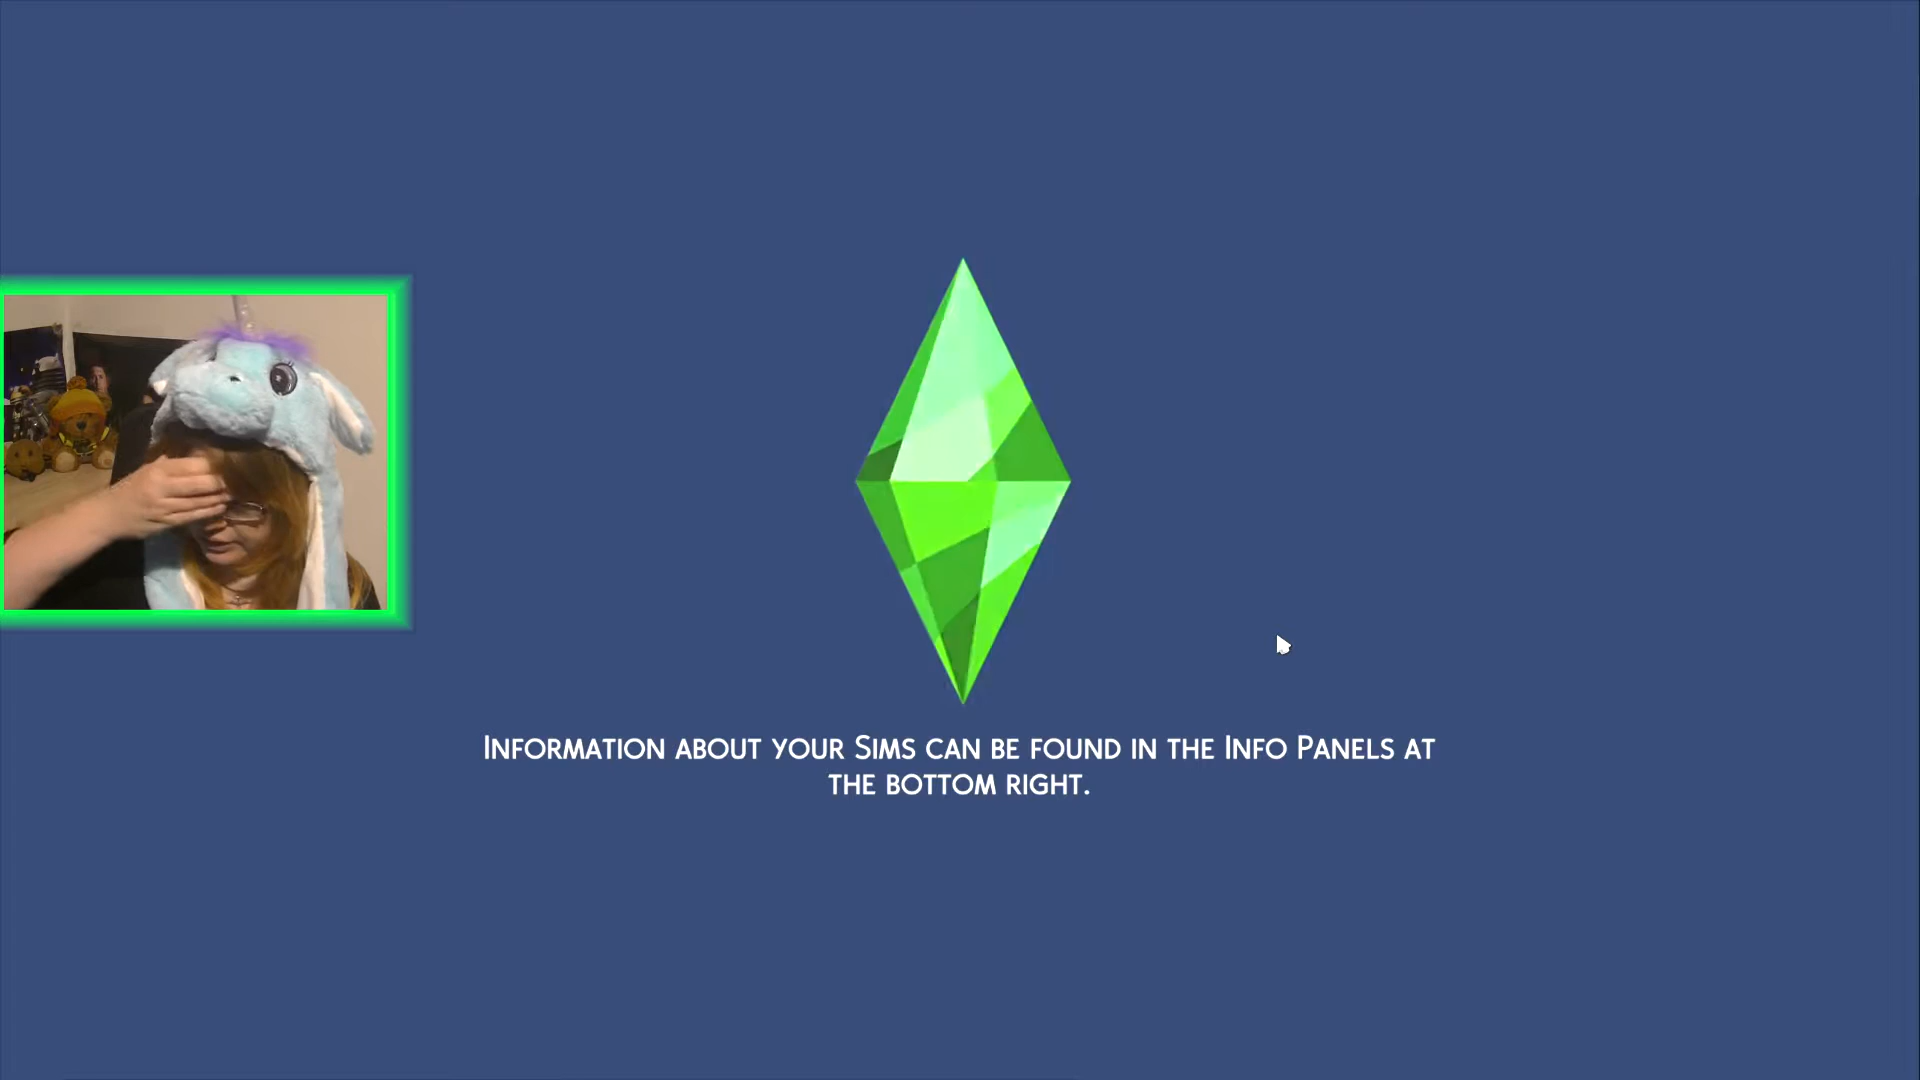 Information about your Sims can be found in the Info Panels at
the bottom right.